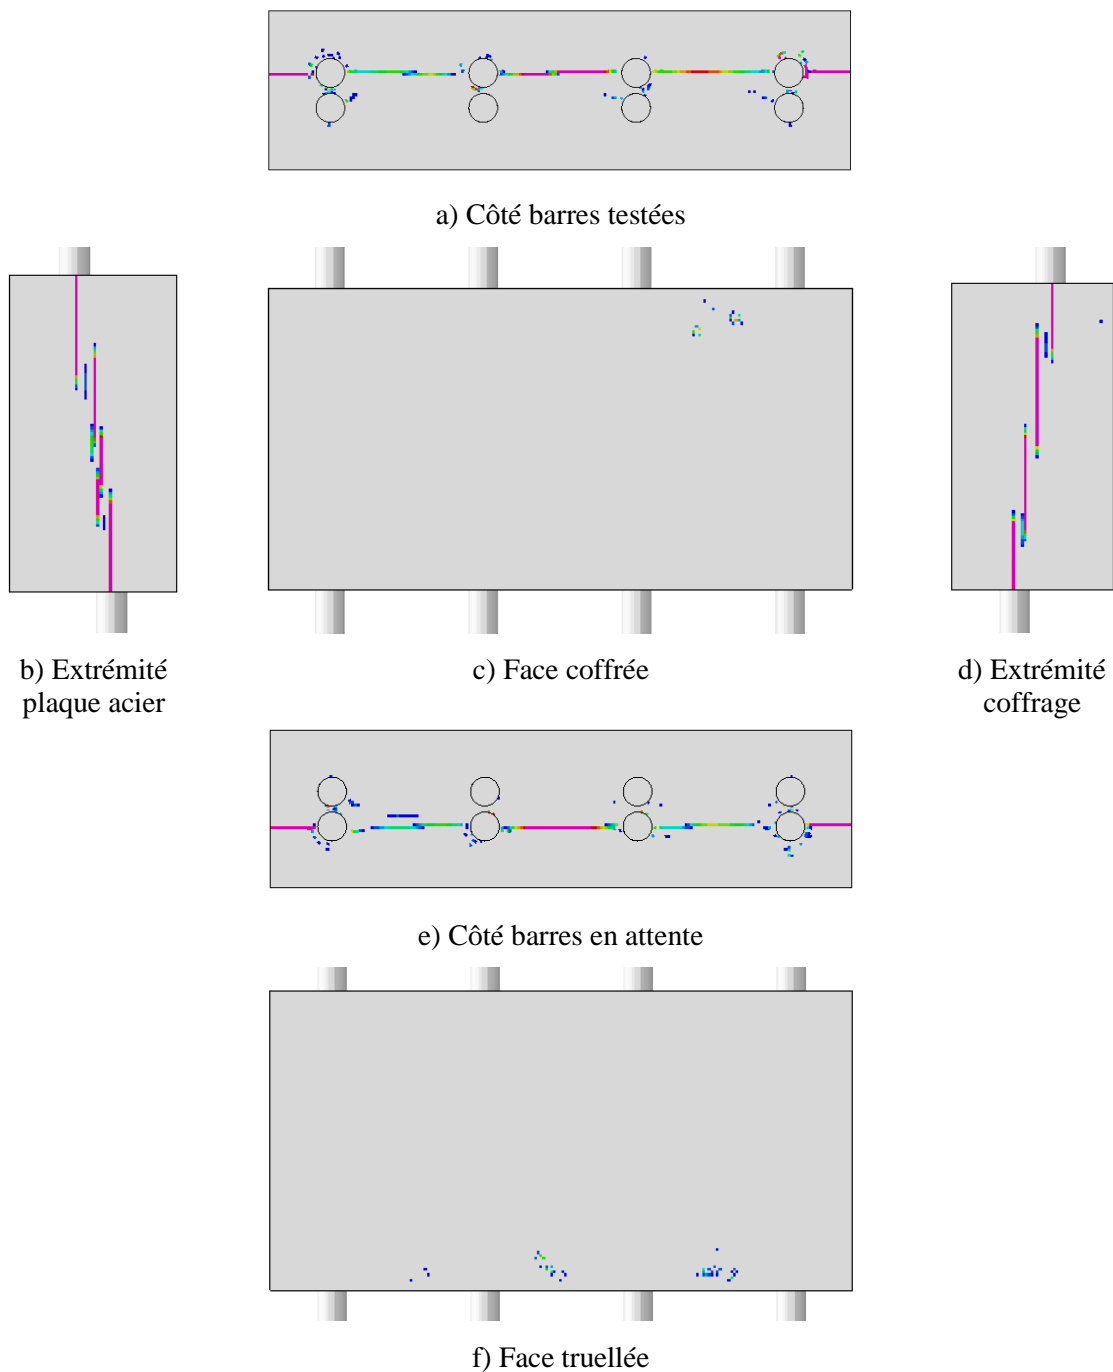 a) Côté barres testées
b) Extrémité
plaque acier
c) Face coffrée
d) Extrémité
coffrage
e) Côté barres en attente
f) Face truellée